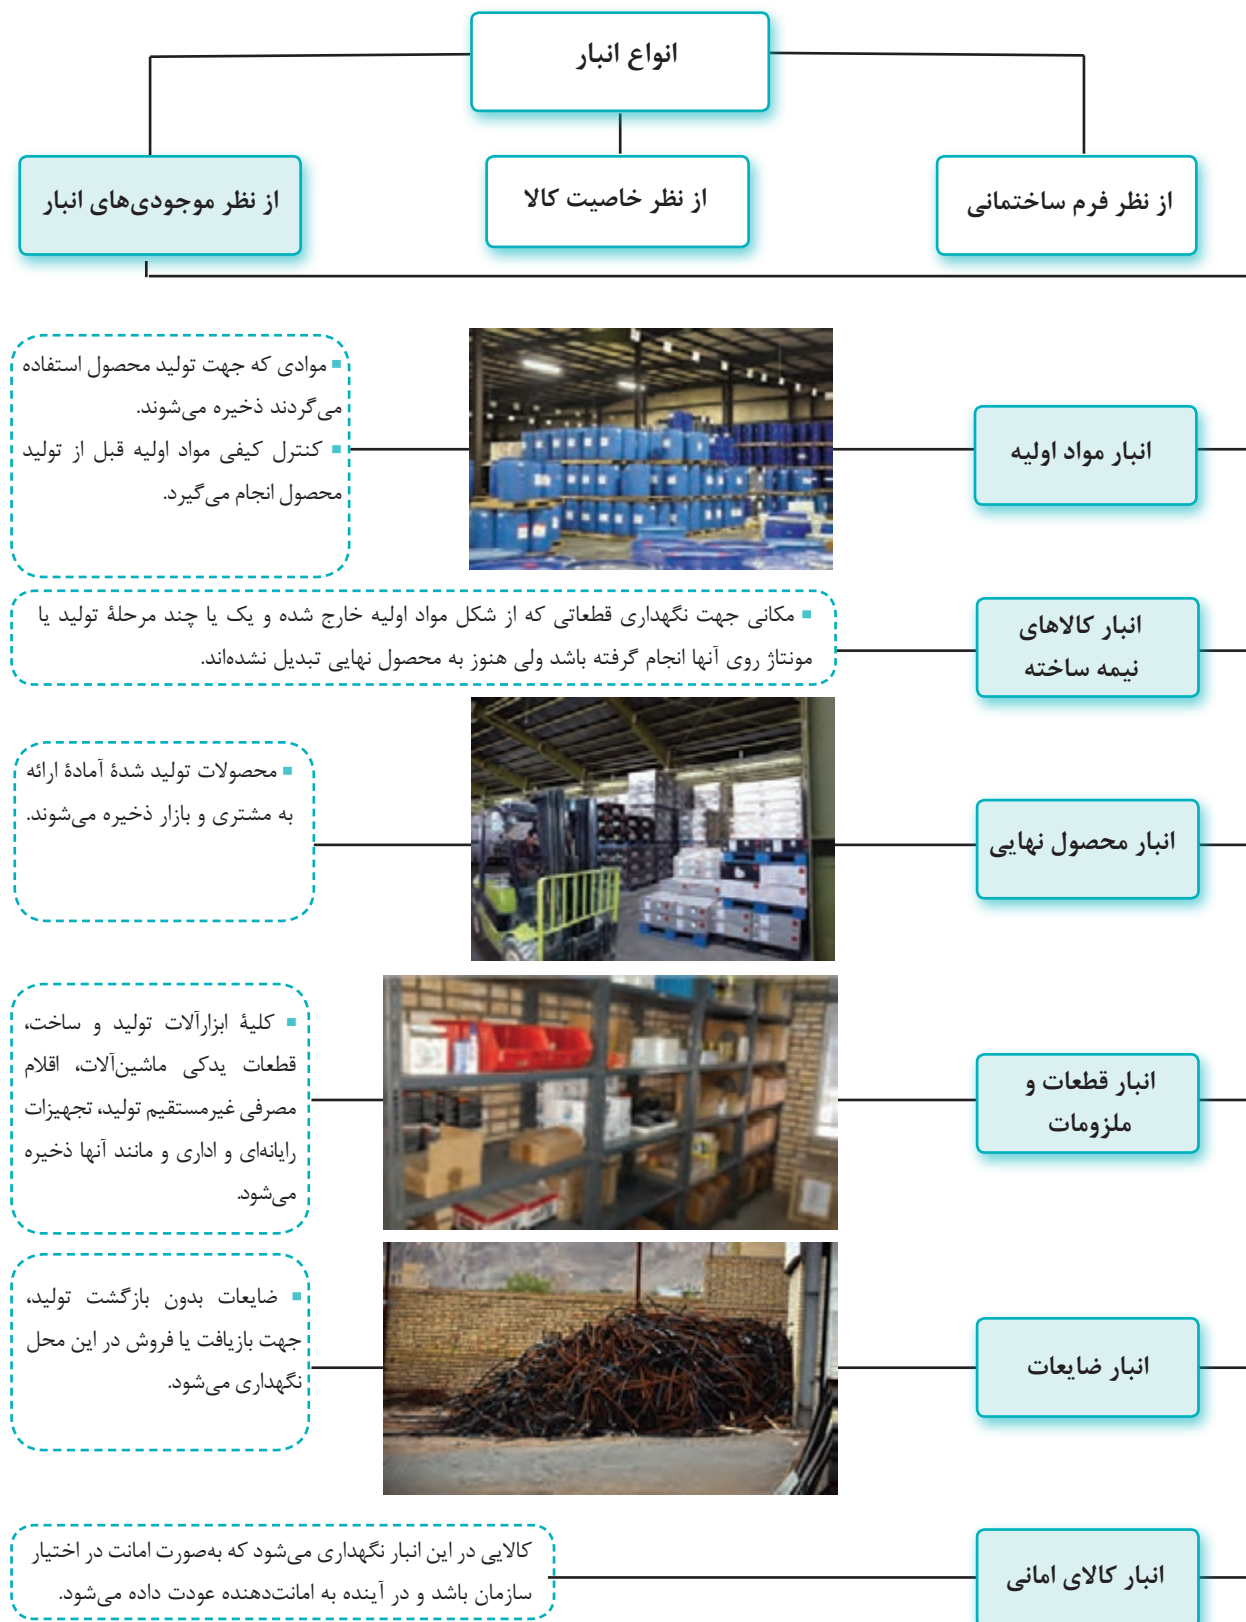 انواع انبار
از نظر فرم ساختمانی
از نظر خاصیت کالا
از نظر موجودی‌های انبار
انبار مواد اولیه
▪ موادی که جهت تولید محصول استفاده
می‌گردند ذخیره می‌شوند.
▪ کنترل کیفی مواد اولیه قبل از تولید
محصول انجام می‌گیرد.
انبار کالاهای
نیمه ساخته
▪ مکانی جهت نگهداری قطعاتی که از شکل مواد اولیه خارج شده و یک یا چند مرحلۀ تولید یا
مونتاژ روی آنها انجام گرفته باشد ولی هنوز به محصول نهایی تبدیل نشده‌اند.
انبار محصول نهایی
▪ محصولات تولید شدۀ آمادۀ ارائه
به مشتری و بازار ذخیره می‌شوند.
انبار قطعات و
ملزومات
▪ کلیۀ ابزارآلات تولید و ساخت،
قطعات یدکی ماشین‌آلات، اقلام
مصرفی غیرمستقیم تولید، تجهیزات
رایانه‌ای و اداری و مانند آنها ذخیره
می‌شود.
انبار ضایعات
▪ ضایعات بدون بازگشت تولید،
جهت بازیافت یا فروش در این محل
نگهداری می‌شود.
انبار کالای امانی
کالایی در این انبار نگهداری می‌شود که به‌صورت امانت در اختیار
سازمان باشد و در آینده به امانت‌دهنده عودت داده می‌شود.